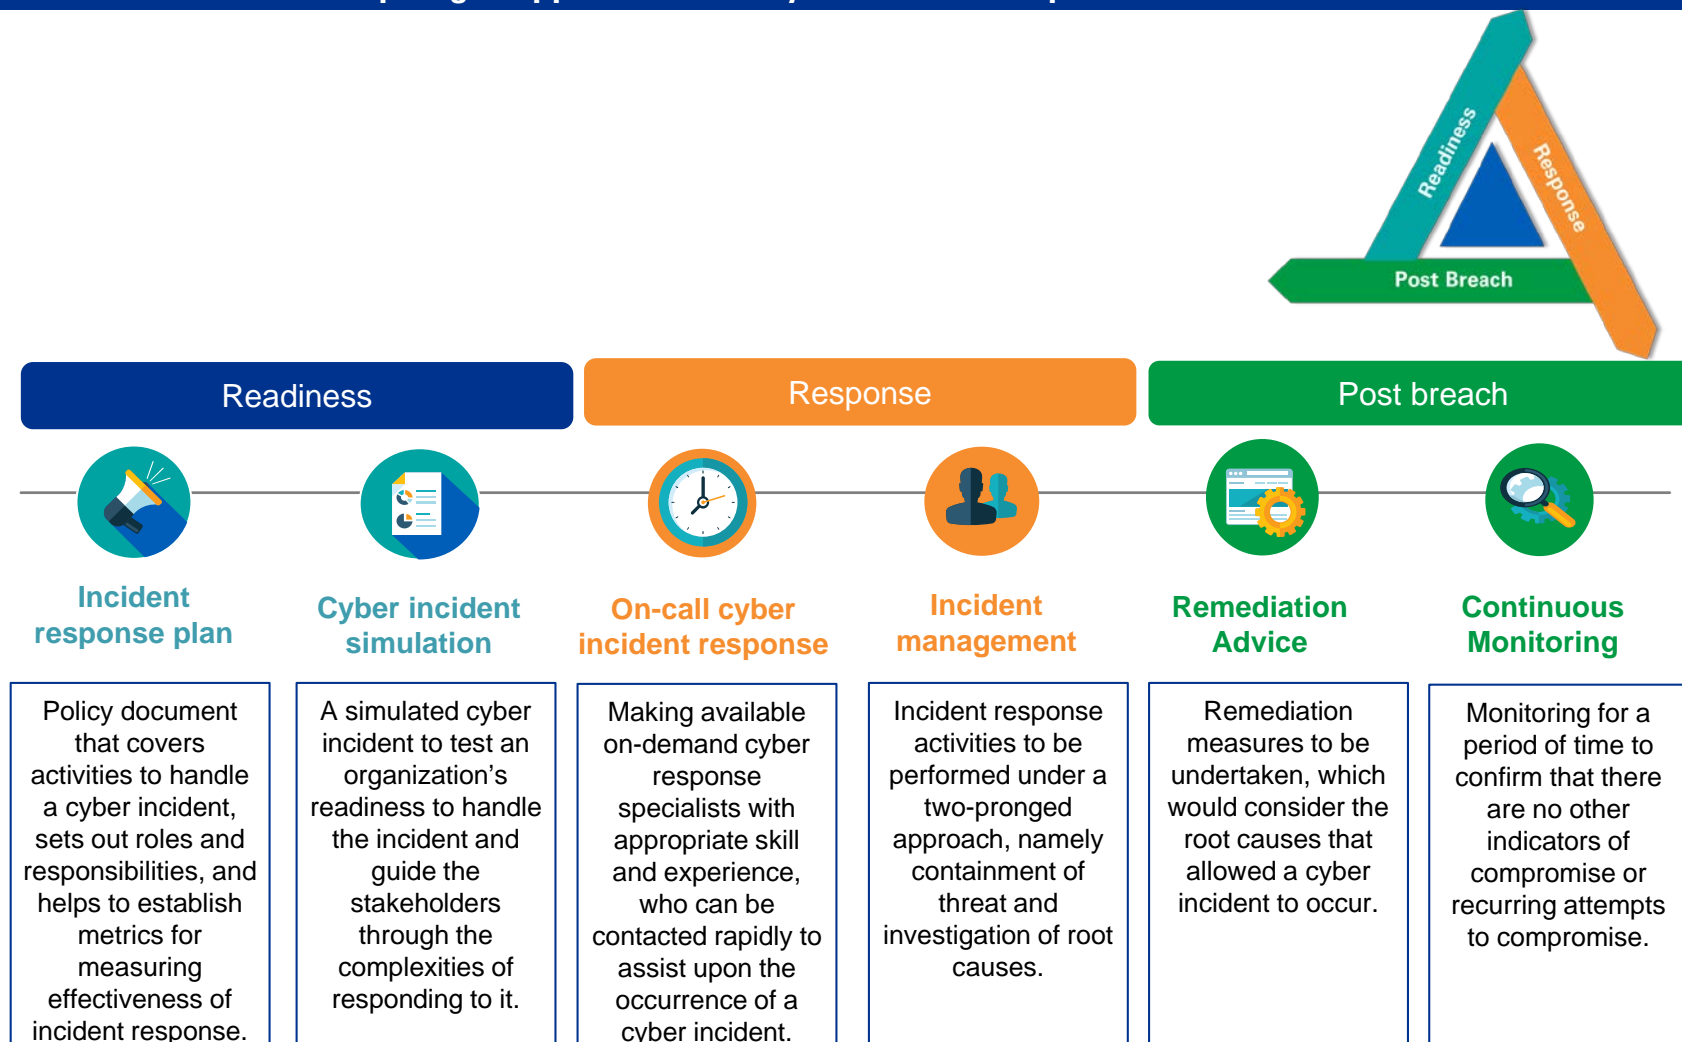 Readiness
Response
Post Breach
Readiness
Response
Post breach
Incident
response plan
Cyber incident
simulation
On-call cyber
incident response
Incident
management
Remediation
Advice
Continuous
Monitoring
Policy document
that covers
activities to handle
a cyber incident,
sets out roles and
responsibilities, and
helps to establish
metrics for
measuring
effectiveness of
incident response.
A simulated cyber
incident to test an
organization’s
readiness to handle
the incident and
guide the
stakeholders
through the
complexities of
responding to it.
Making available
on-demand cyber
response
specialists with
appropriate skill
and experience,
who can be
contacted rapidly to
assist upon the
occurrence of a
cyber incident.
Incident response
activities to be
performed under a
two-pronged
approach, namely
containment of
threat and
investigation of root
causes.
Remediation
measures to be
undertaken, which
would consider the
root causes that
allowed a cyber
incident to occur.
Monitoring for a
period of time to
confirm that there
are no other
indicators of
compromise or
recurring attempts
to compromise.